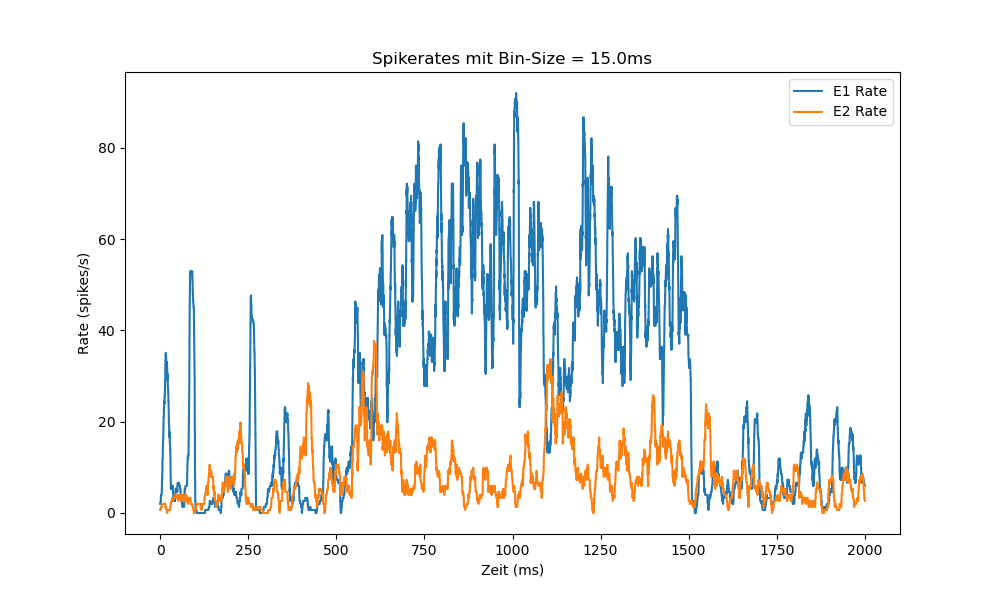 Spikerates mit Bin-Size = 15.0ms
E1 Rate
E2 Rate
Rate (spikes/s)
80
60
40
20
0
0 250 500 750 1000 1250 1500 1750 2000
Zeit (ms)